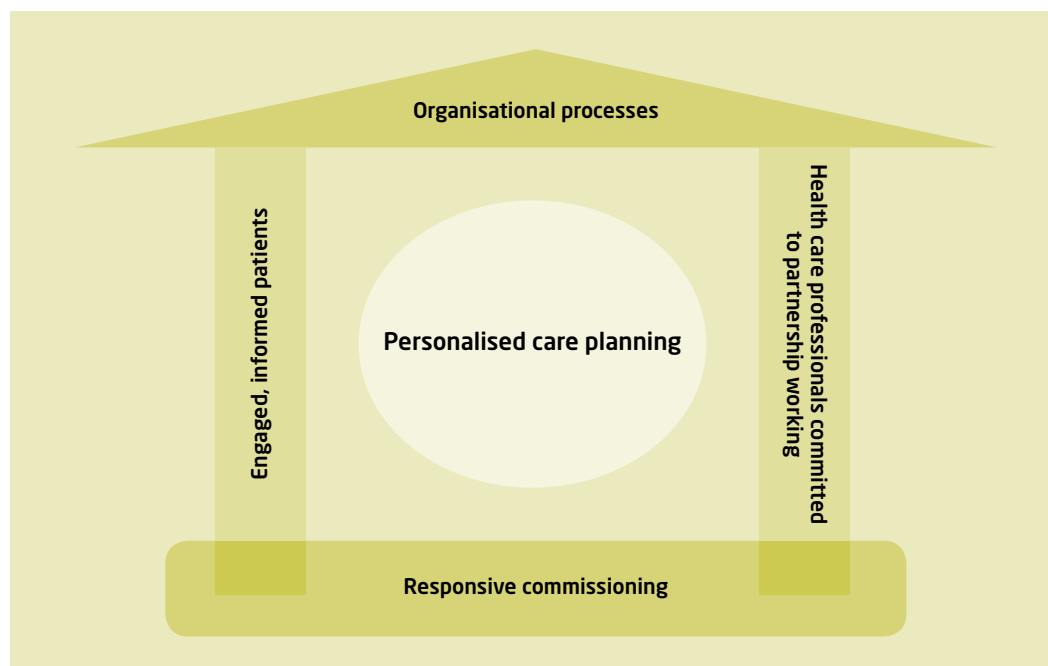 Organisational processes
Engaged, informed patients
Personalised care planning
Health care professionals committed
to partnership working
Responsive commissioning